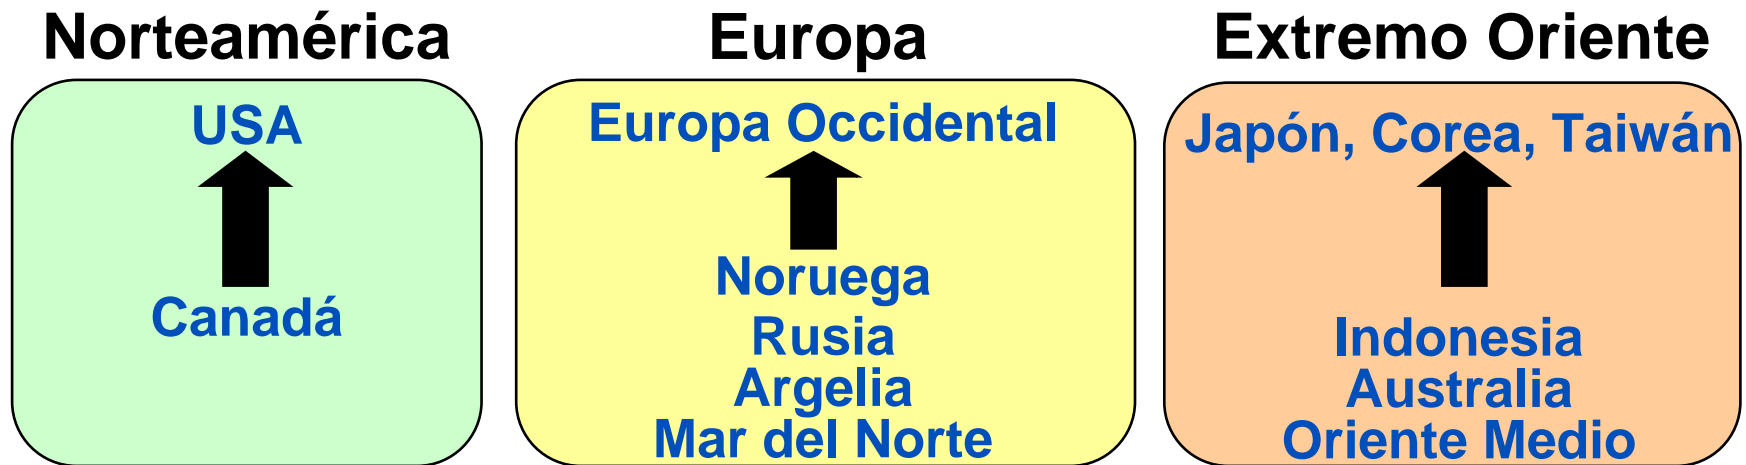 Norteamérica
USA
Canadá
Europa
Europa Occidental
Noruega
Rusia
Argelia
Mar del Norte
Extremo Oriente
Japón, Corea, Taiwán
Indonesia
Australia
Oriente Medio